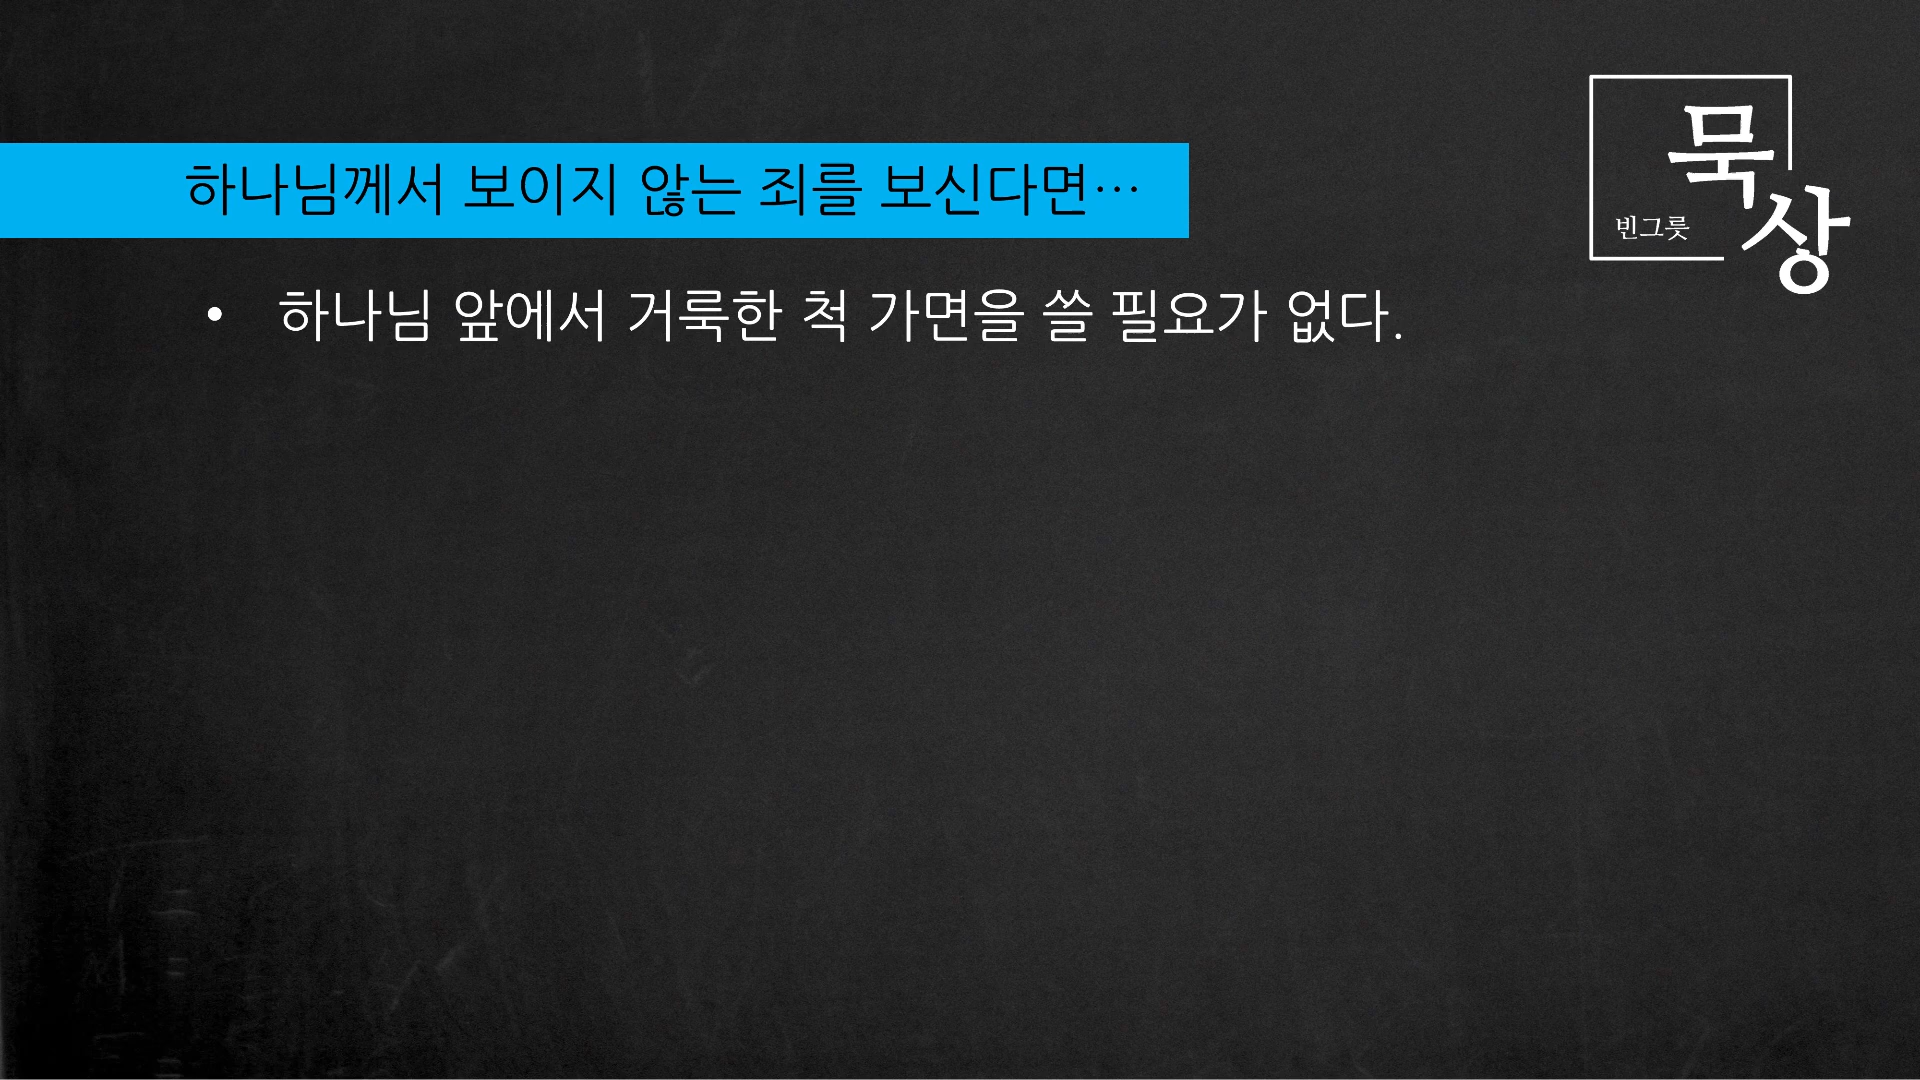 묵상
빈그릇
하나님께서 보이지 않는 죄를 보신다면…
• 하나님 앞에서 거룩한 척 가면을 쓸 필요가 없다.